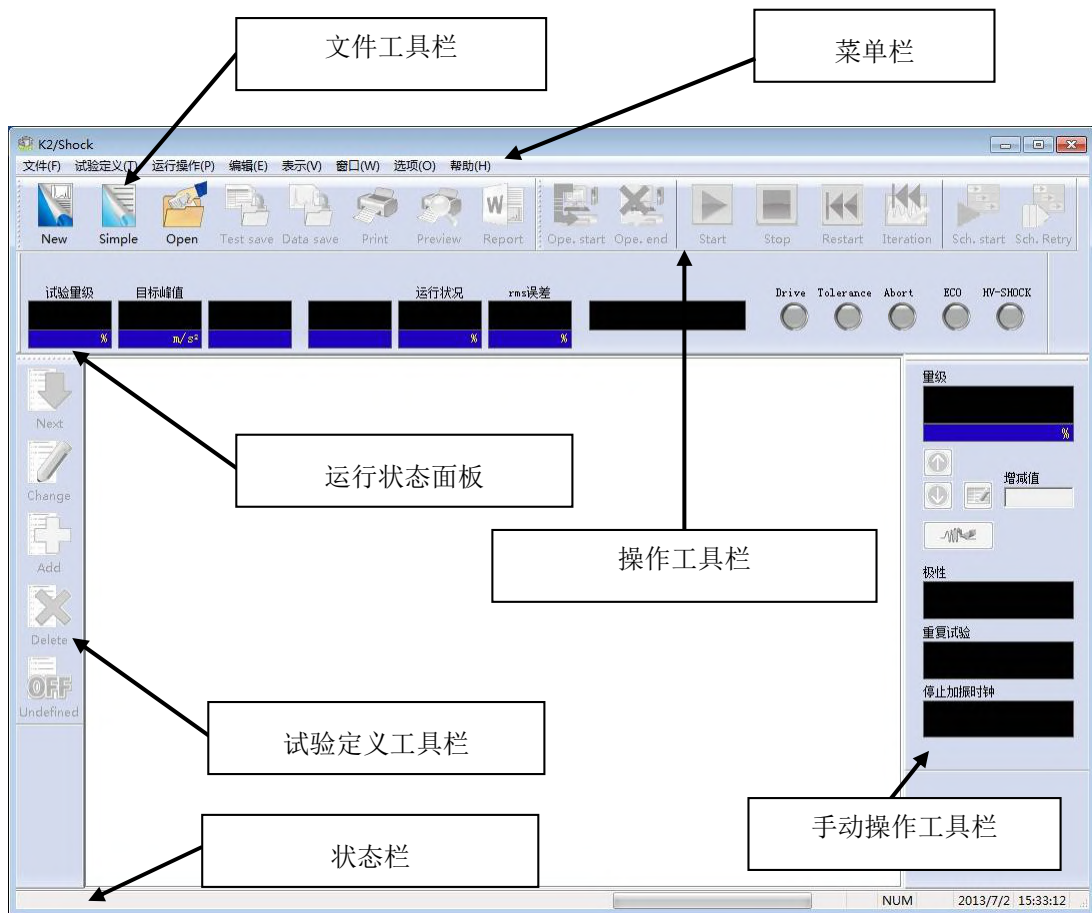 文件工具栏
菜单栏
K2/Shock
文件(F) 试验定义(T) 运行操作(P) 编辑(E) 表示(V) 窗口(W) 选项(O) 帮助(H)
New Simple Open Test save Data save Print Preview Report Ope. start Ope. end Start Stop Restart Iteration Sch. start Sch. Retry
试验量级 目标峰值 运行状况 rms误差 Drive Tolerance Abort ECO HV-SHOCK
% m/s² % %
量级
%
Next
增减值
Change
运行状态面板
操作工具栏
Add
极性
Delete
重复试验
OFF
Undefined
停止加振时钟
试验定义工具栏
手动操作工具栏
状态栏
NUM 2013/7/2 15:33:12